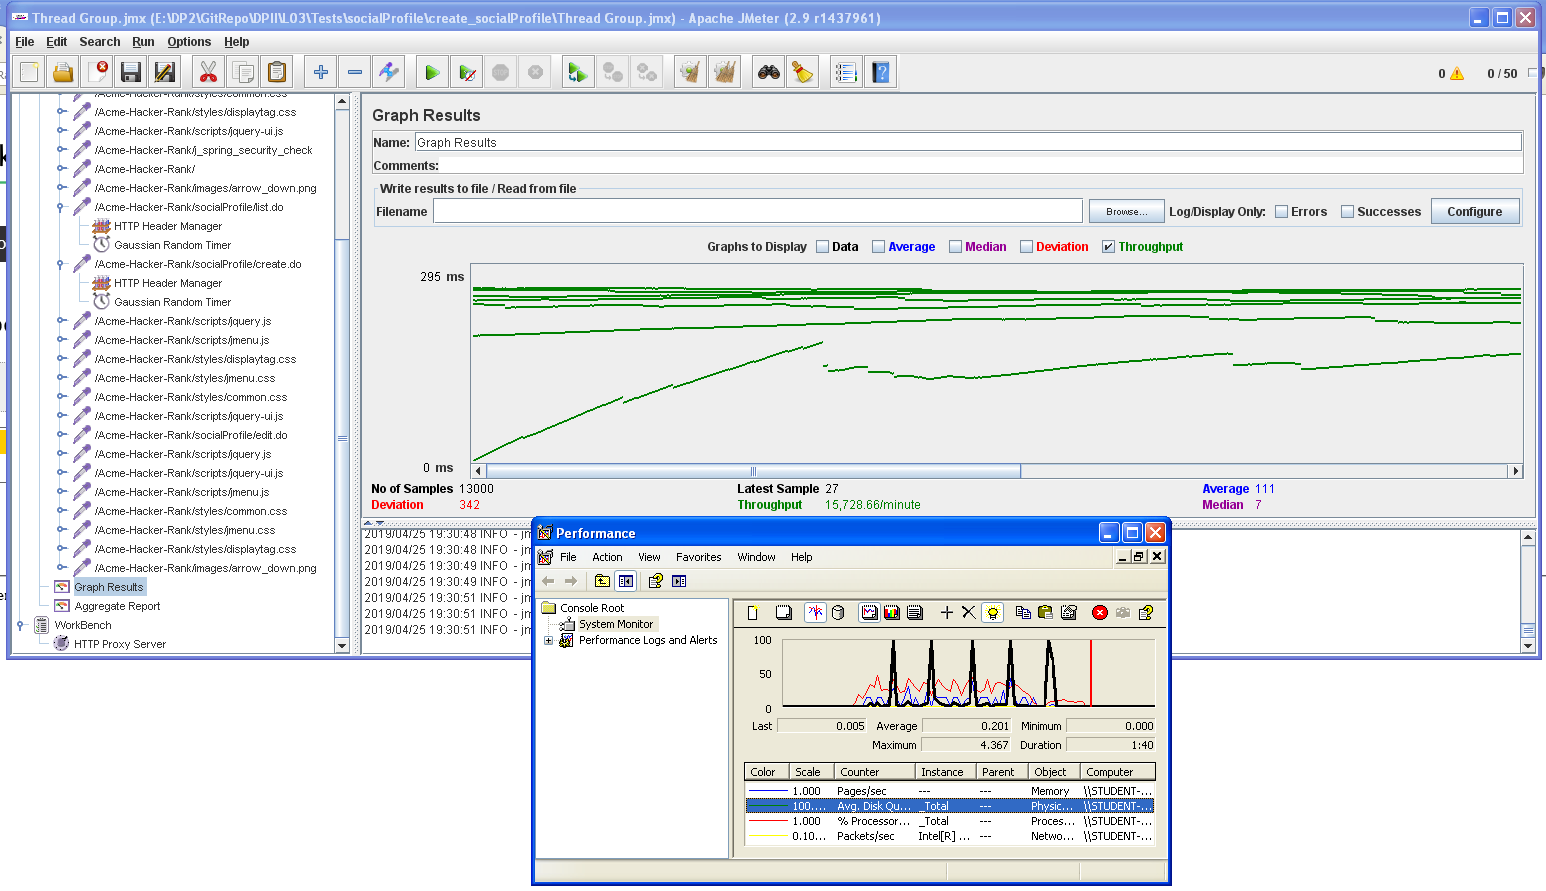 Thread Group.jmx (E:\DP2\GitRepo\DPII\L03\Tests\socialProfile\create_socialProfile\Thread Group.jmx) - Apache JMeter (2.9 r1437961)
File Edit Search Run Options Help
0 0 / 50
/Acme-Hacker-Rank/styles/common.css
/Acme-Hacker-Rank/styles/displaytag.css
/Acme-Hacker-Rank/scripts/jquery-ui.js
/Acme-Hacker-Rank/j_spring_security_check
/Acme-Hacker-Rank/
/Acme-Hacker-Rank/images/arrow_down.png
/Acme-Hacker-Rank/socialProfile/list.do
HTTP Header Manager
Gaussian Random Timer
/Acme-Hacker-Rank/socialProfile/create.do
HTTP Header Manager
Gaussian Random Timer
/Acme-Hacker-Rank/scripts/jquery.js
/Acme-Hacker-Rank/scripts/jmenu.js
/Acme-Hacker-Rank/styles/displaytag.css
/Acme-Hacker-Rank/styles/jmenu.css
/Acme-Hacker-Rank/styles/common.css
/Acme-Hacker-Rank/scripts/jquery-ui.js
/Acme-Hacker-Rank/socialProfile/edit.do
/Acme-Hacker-Rank/scripts/jquery.js
/Acme-Hacker-Rank/scripts/jquery-ui.js
/Acme-Hacker-Rank/scripts/jmenu.js
/Acme-Hacker-Rank/styles/common.css
/Acme-Hacker-Rank/styles/jmenu.css
/Acme-Hacker-Rank/styles/displaytag.css
/Acme-Hacker-Rank/images/arrow_down.png
Graph Results
Aggregate Report
WorkBench
HTTP Proxy Server
Graph Results
Name: Graph Results
Comments:
Write results to file / Read from file
Filename Browse... Log/Display Only: Errors Successes Configure
Graphs to Display Data Average Median Deviation Throughput
295 ms
0 ms
No of Samples 13000 Latest Sample 27 Average 111
Deviation 342 Throughput 15,728.66/minute Median 7
2019/04/25 19:30:48 INFO - jm
2019/04/25 19:30:48 INFO - jm
2019/04/25 19:30:49 INFO - jm
2019/04/25 19:30:49 INFO - jm
2019/04/25 19:30:51 INFO - jm
2019/04/25 19:30:51 INFO - jm
2019/04/25 19:30:51 INFO - jm
Performance
File Action View Favorites Window Help
Console Root
System Monitor
Performance Logs and Alerts
100
50
0
Last 0.005 Average 0.201 Minimum 0.000
Maximum 4.367 Duration 1:40
Color Scale Counter Instance Parent Object Computer
1.000 Pages/sec --- --- Memory \\STUDENT-...
100.... Avg. Disk Qu... _Total --- Physic... \\STUDENT-...
1.000 % Processor... _Total --- Proces... \\STUDENT-...
0.10... Packets/sec Intel[R] ... --- Netwo... \\STUDENT-...